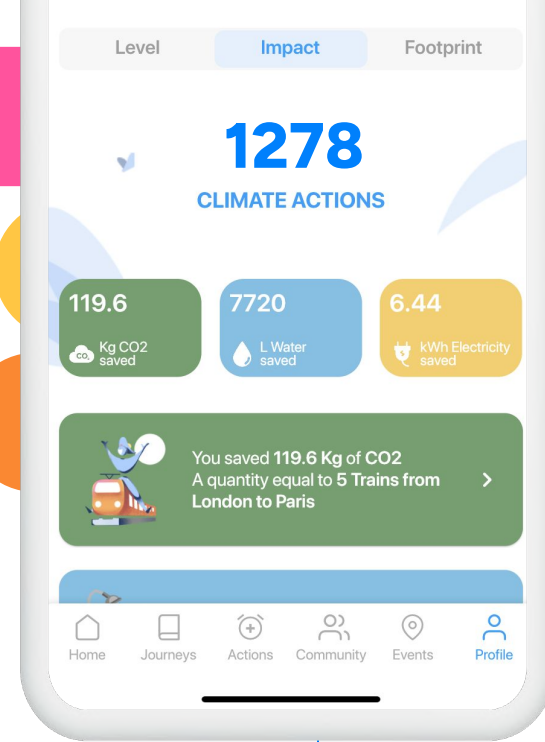 Level Impact Footprint
1278
CLIMATE ACTIONS
119.6 7720 6.44
Kg CO2 L Water kWh Electricity
CO₂ saved saved saved
You saved 119.6 Kg of CO2
A quantity equal to 5 Trains from
London to Paris
Home Journeys Actions Community Events Profile